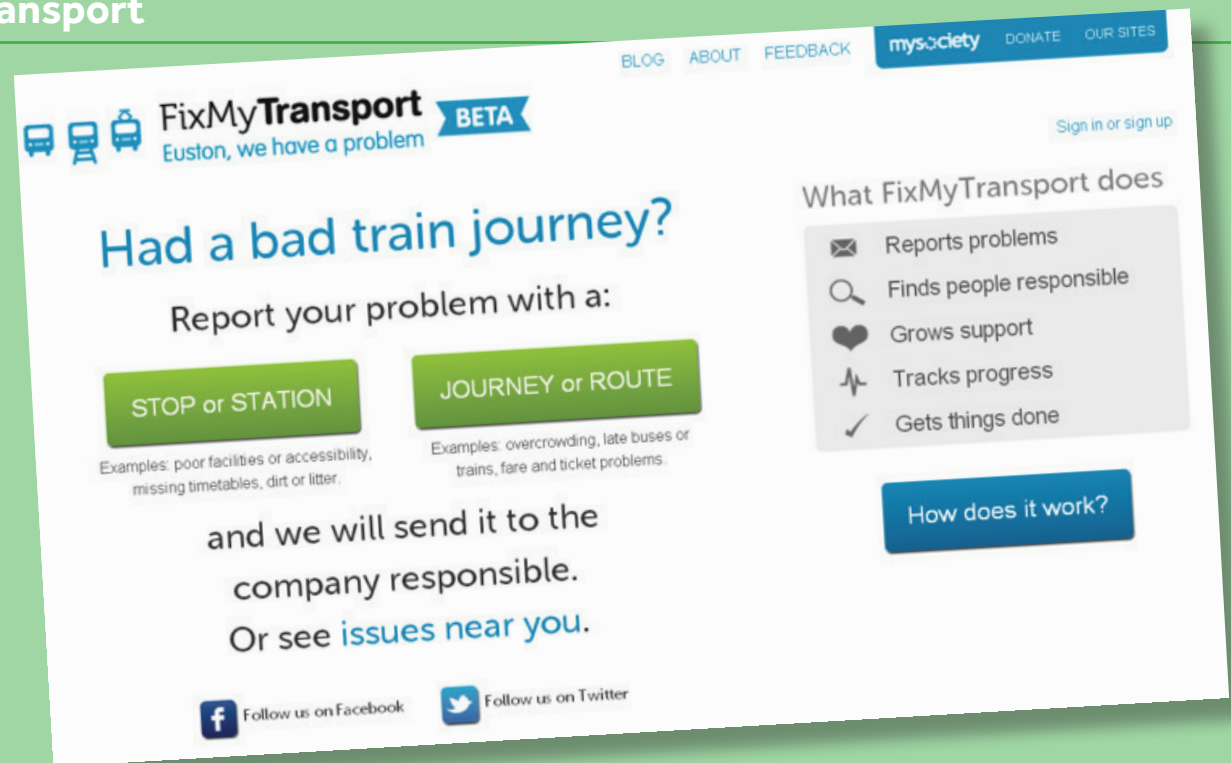 ansport
BLOG ABOUT FEEDBACK mysociety DONATE OUR SITES
FixMyTransport BETA
Euston, we have a problem
Sign in or sign up
Had a bad train journey?
Report your problem with a:
STOP or STATION
Examples: poor facilities or accessibility,
missing timetables, dirt or litter.
JOURNEY or ROUTE
Examples: overcrowding, late buses or
trains, fare and ticket problems.
and we will send it to the
company responsible.
Or see issues near you.
Follow us on Facebook
Follow us on Twitter
What FixMyTransport does
Reports problems
Finds people responsible
Grows support
Tracks progress
Gets things done
How does it work?